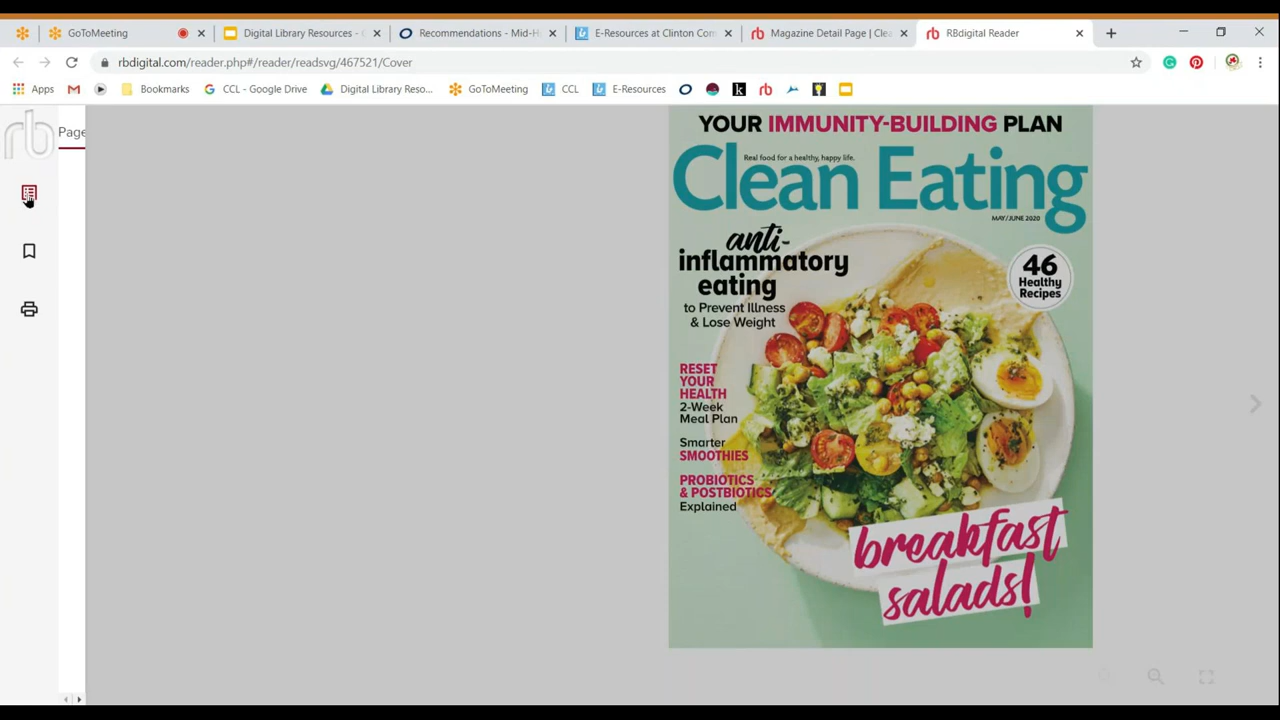 GoToMeeting
Digital Library Resources -
Recommendations - Mid-H
E-Resources at Clinton Com
Magazine Detail Page | Clea
RBdigital Reader
rbdigital.com/reader.php#/reader/readsvg/467521/Cover
Apps
Bookmarks
CCL - Google Drive
Digital Library Reso...
GoToMeeting
CCL
E-Resources
rb
Page
YOUR IMMUNITY-BUILDING PLAN
Real food for a healthy, happy life.
Clean Eating
MAY/JUNE 2020
anti-
inflammatory
eating
to Prevent Illness
& Lose Weight
46
Healthy
Recipes
RESET
YOUR
HEALTH
2-Week
Meal Plan
Smarter
SMOOTHIES
PROBIOTICS
& POSTBIOTICS
Explained
breakfast
salads!